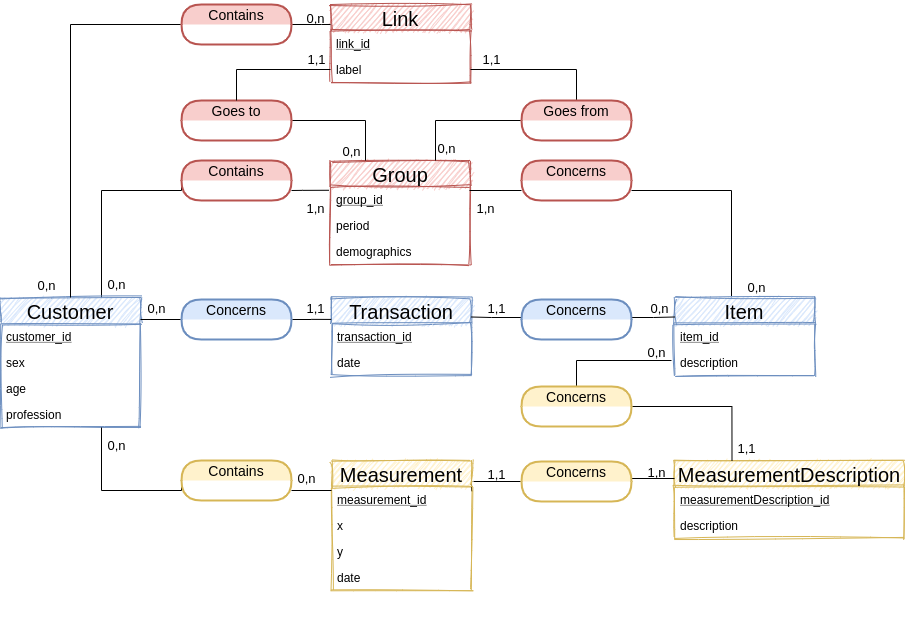 Contains
0,n
Link
link_id
label
1,1
1,1
Goes to
Goes from
0,n
0,n
Contains
Group
Concerns
group_id
period
demographics
1,n
1,n
0,n
0,n
0,n
Customer
customer_id
sex
age
profession
0,n
Concerns
1,1
Transaction
transaction_id
date
1,1
Concerns
0,n
Item
item_id
description
0,n
Concerns
1,1
0,n
Contains
0,n
Measurement
measurement_id
x
y
date
1,1
Concerns
1,n
MeasurementDescription
measurementDescription_id
description